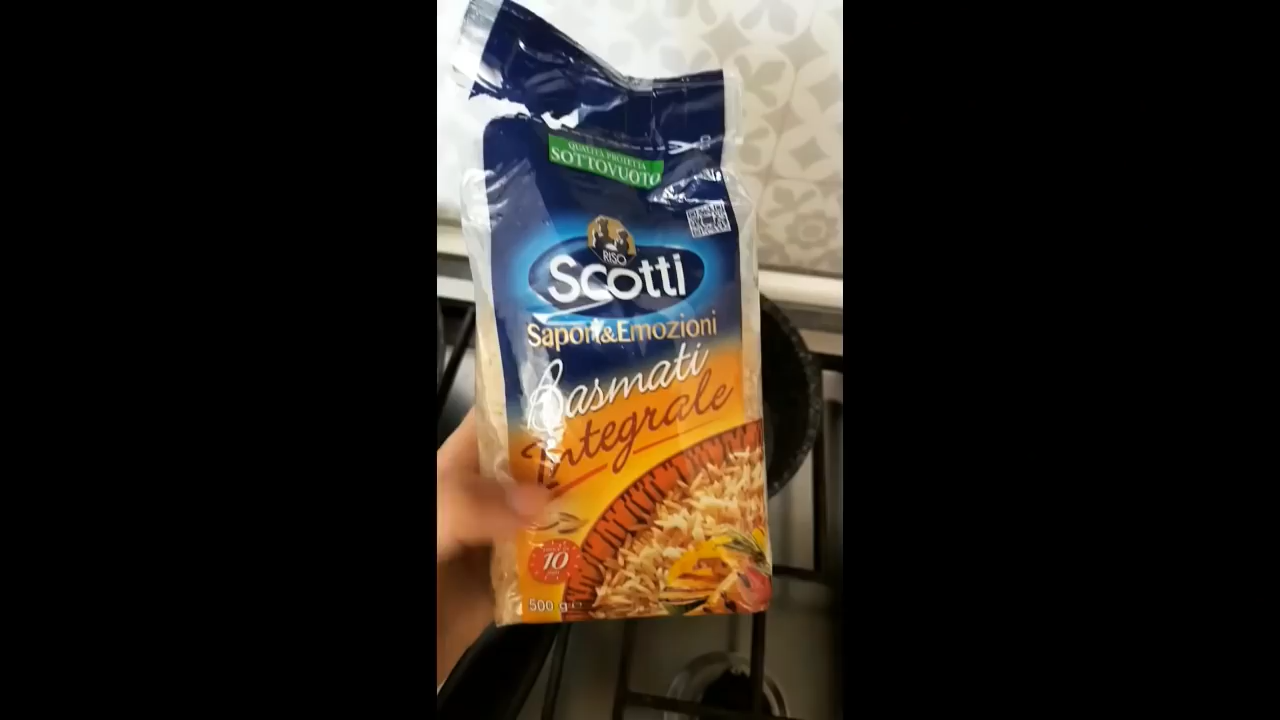 QUALITÀ PROTETTA
SOTTOVUOTO
RISO
Scotti
Sapori&Emozioni
Basmati
Integrale
10
500 g e